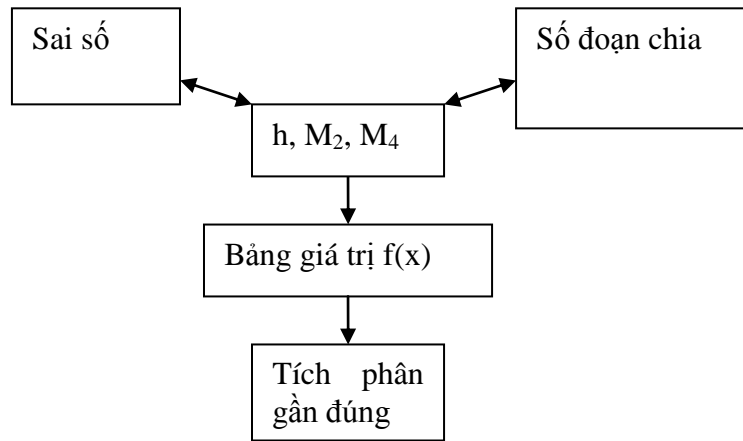 Sai số
Số đoạn chia
h, M₂, M₄
Bảng giá trị f(x)
Tích phân
gần đúng